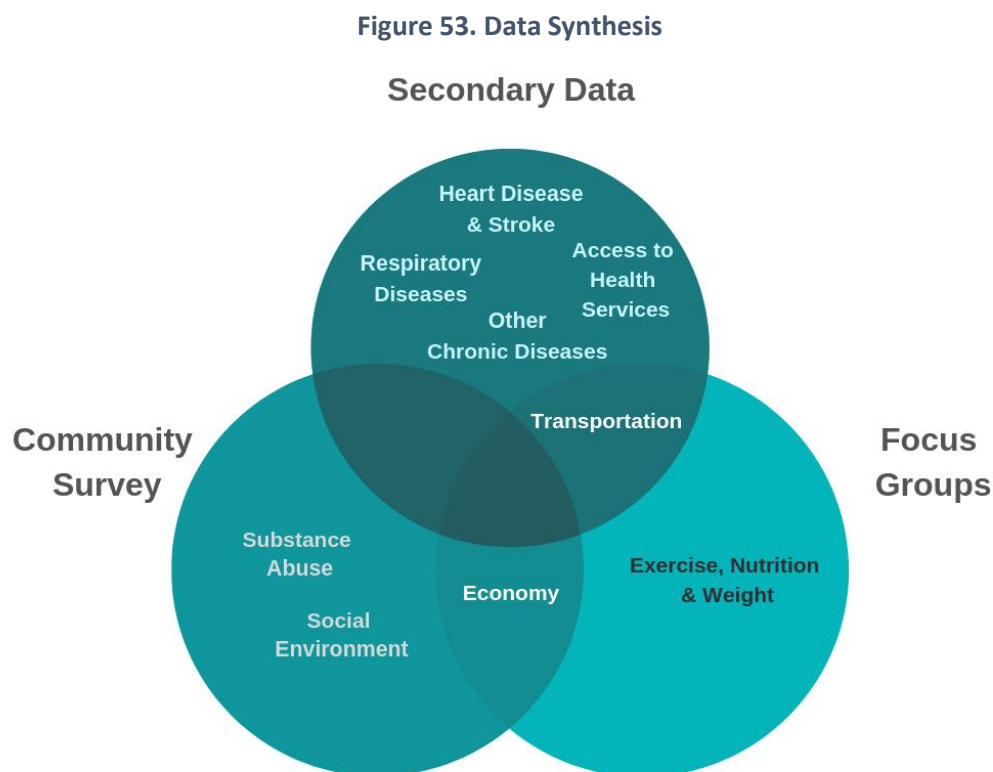 Figure 53. Data Synthesis
Secondary Data
Heart Disease
& Stroke
Respiratory
Diseases
Access to
Health
Services
Other
Chronic Diseases
Transportation
Community
Survey
Focus
Groups
Substance
Abuse
Social
Environment
Economy
Exercise, Nutrition
& Weight